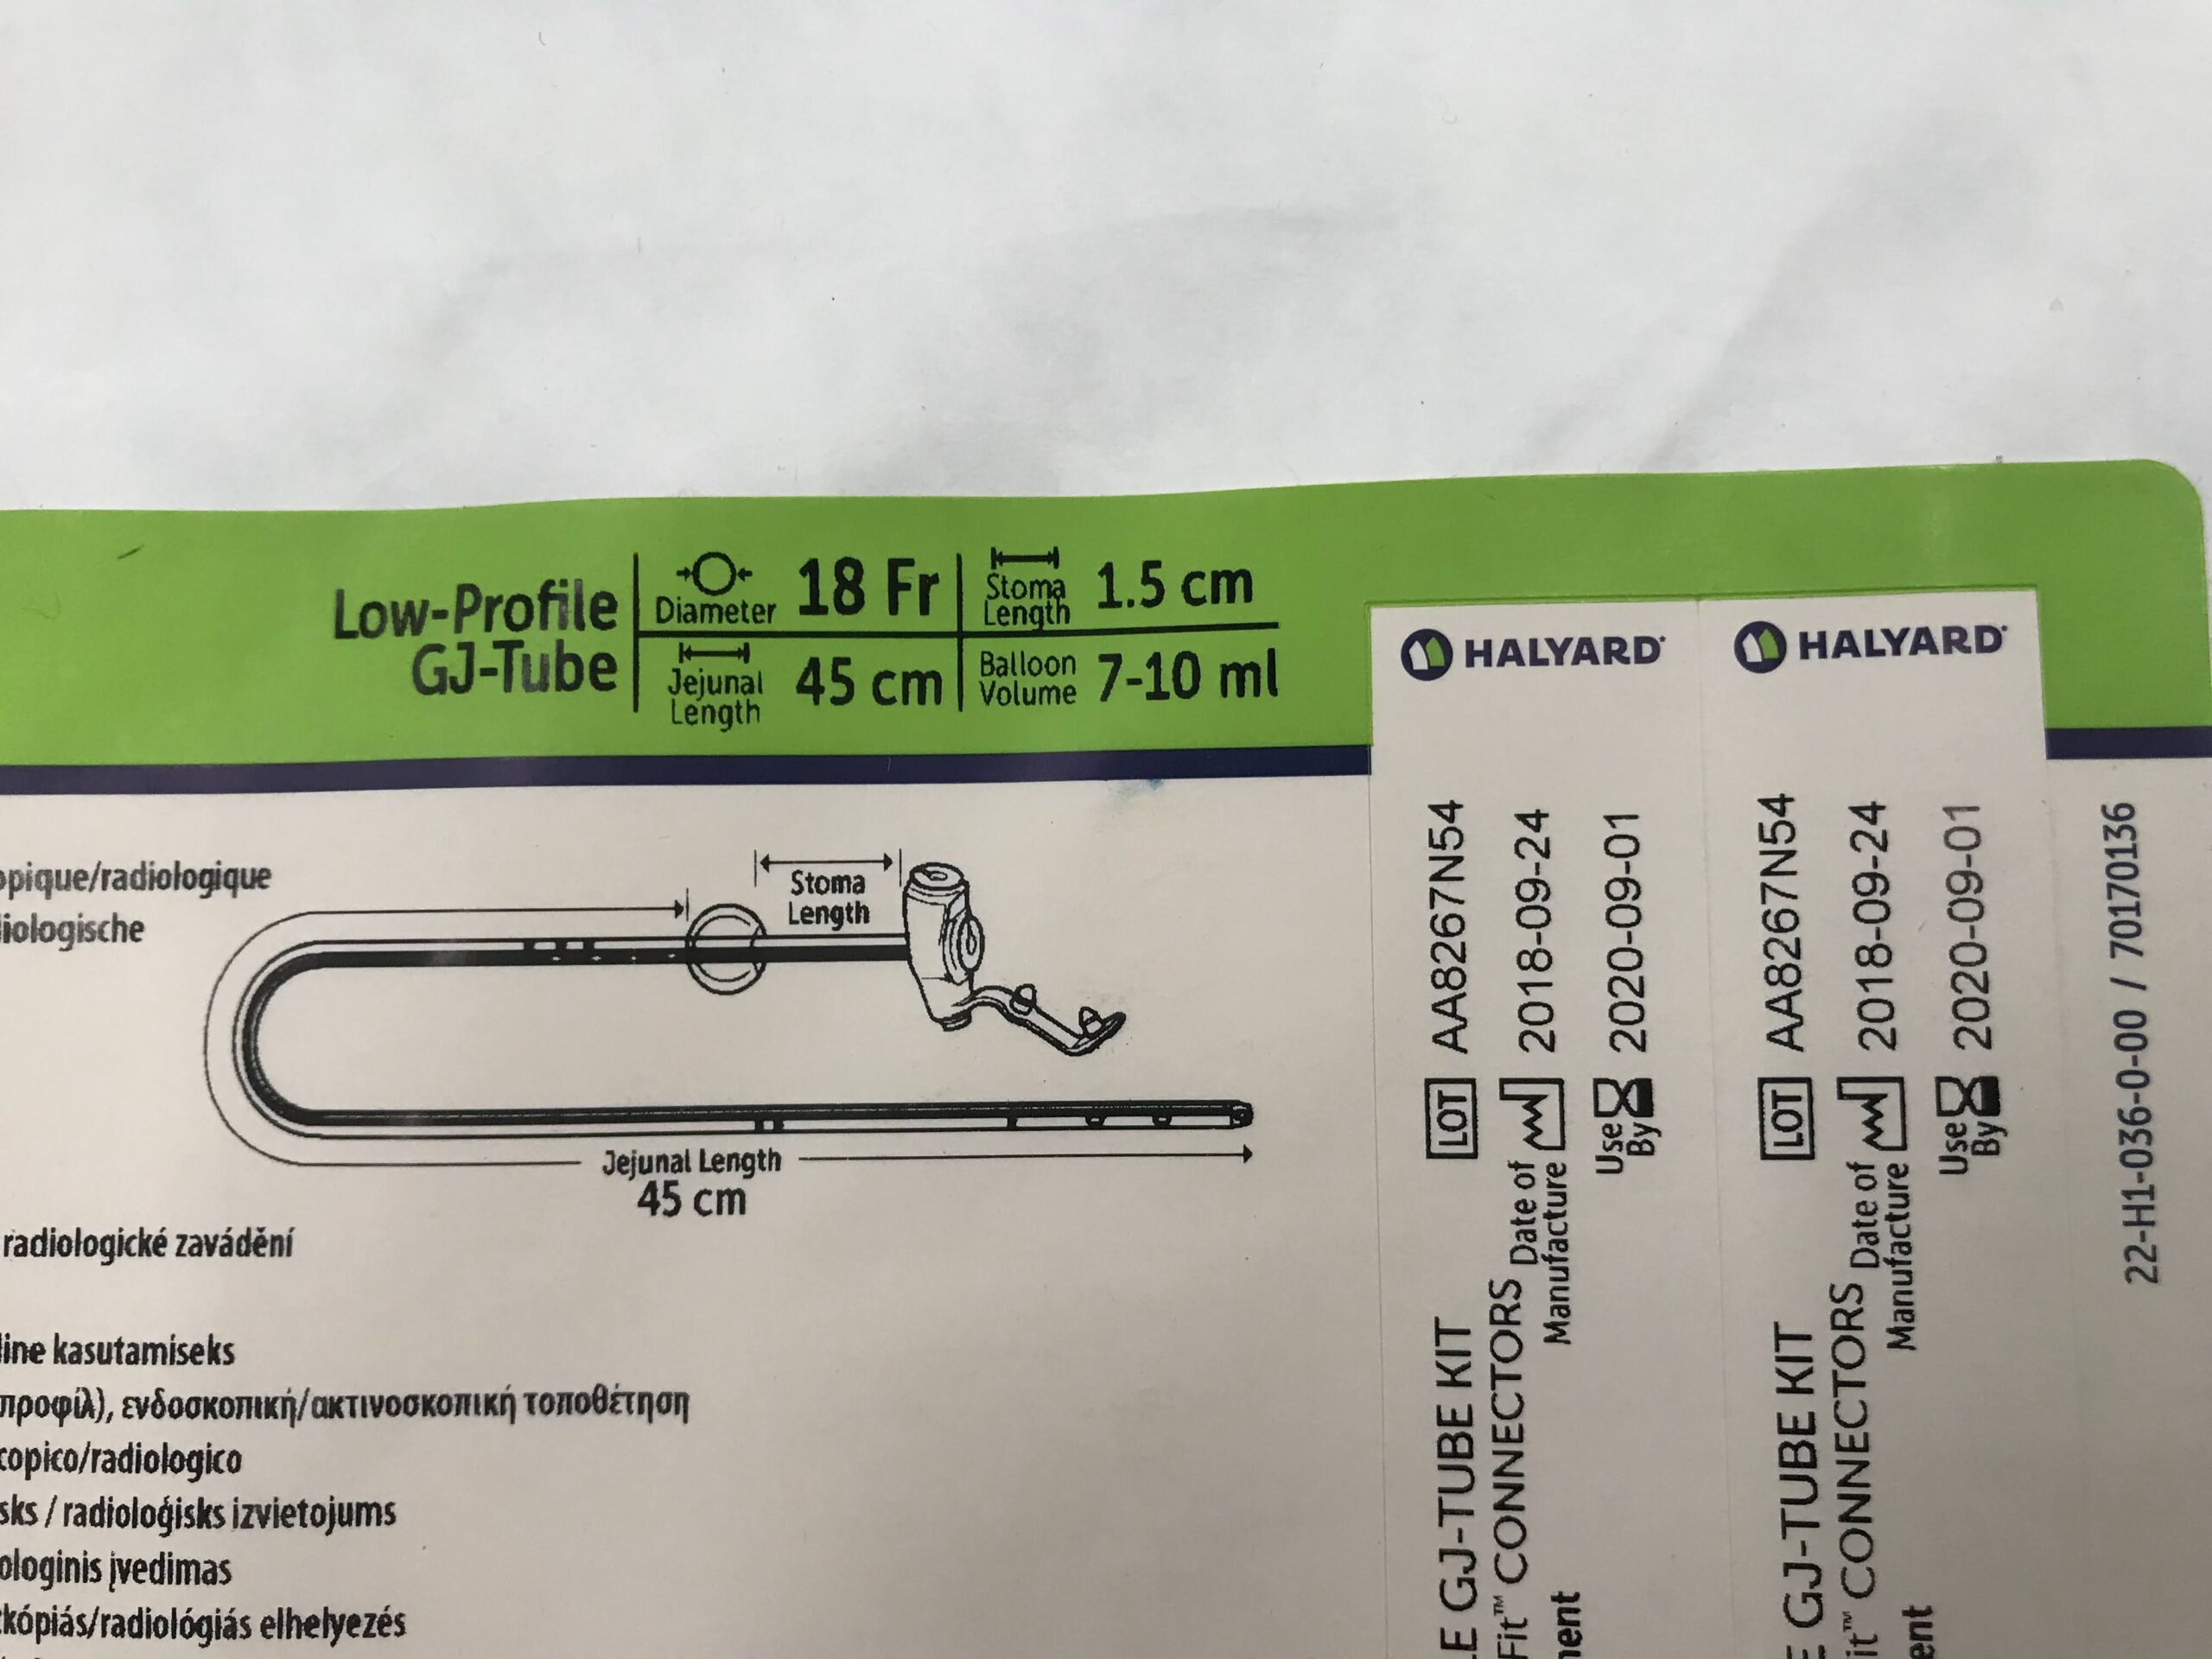 Low-Profile
GJ-Tube
Diameter 18 Fr
Stoma
Length 1.5 cm
Jejunal
Length 45 cm
Balloon
Volume 7-10 ml
opique/radiologique
iologische
Stoma
Length
Jejunal Length
45 cm
radiologické zavádění
line kasutamiseks
προφίλ), ενδοσκοπική/ακτινοσκοπική τοποθέτηση
copico/radiologico
sks / radioloģisks izvietojums
ologinis įvedimas
kópiás/radiológiás elhelyezés
HALYARD
LOT AA8267N54
Date of
Manufacture 2018-09-24
Use
By 2020-09-01
LE GJ-TUBE KIT
Fit™ CONNECTORS
ment
HALYARD
LOT AA8267N54
Date of
Manufacture 2018-09-24
Use
By 2020-09-01
E GJ-TUBE KIT
it™ CONNECTORS
ent
22-H1-036-0-00 / 70170136